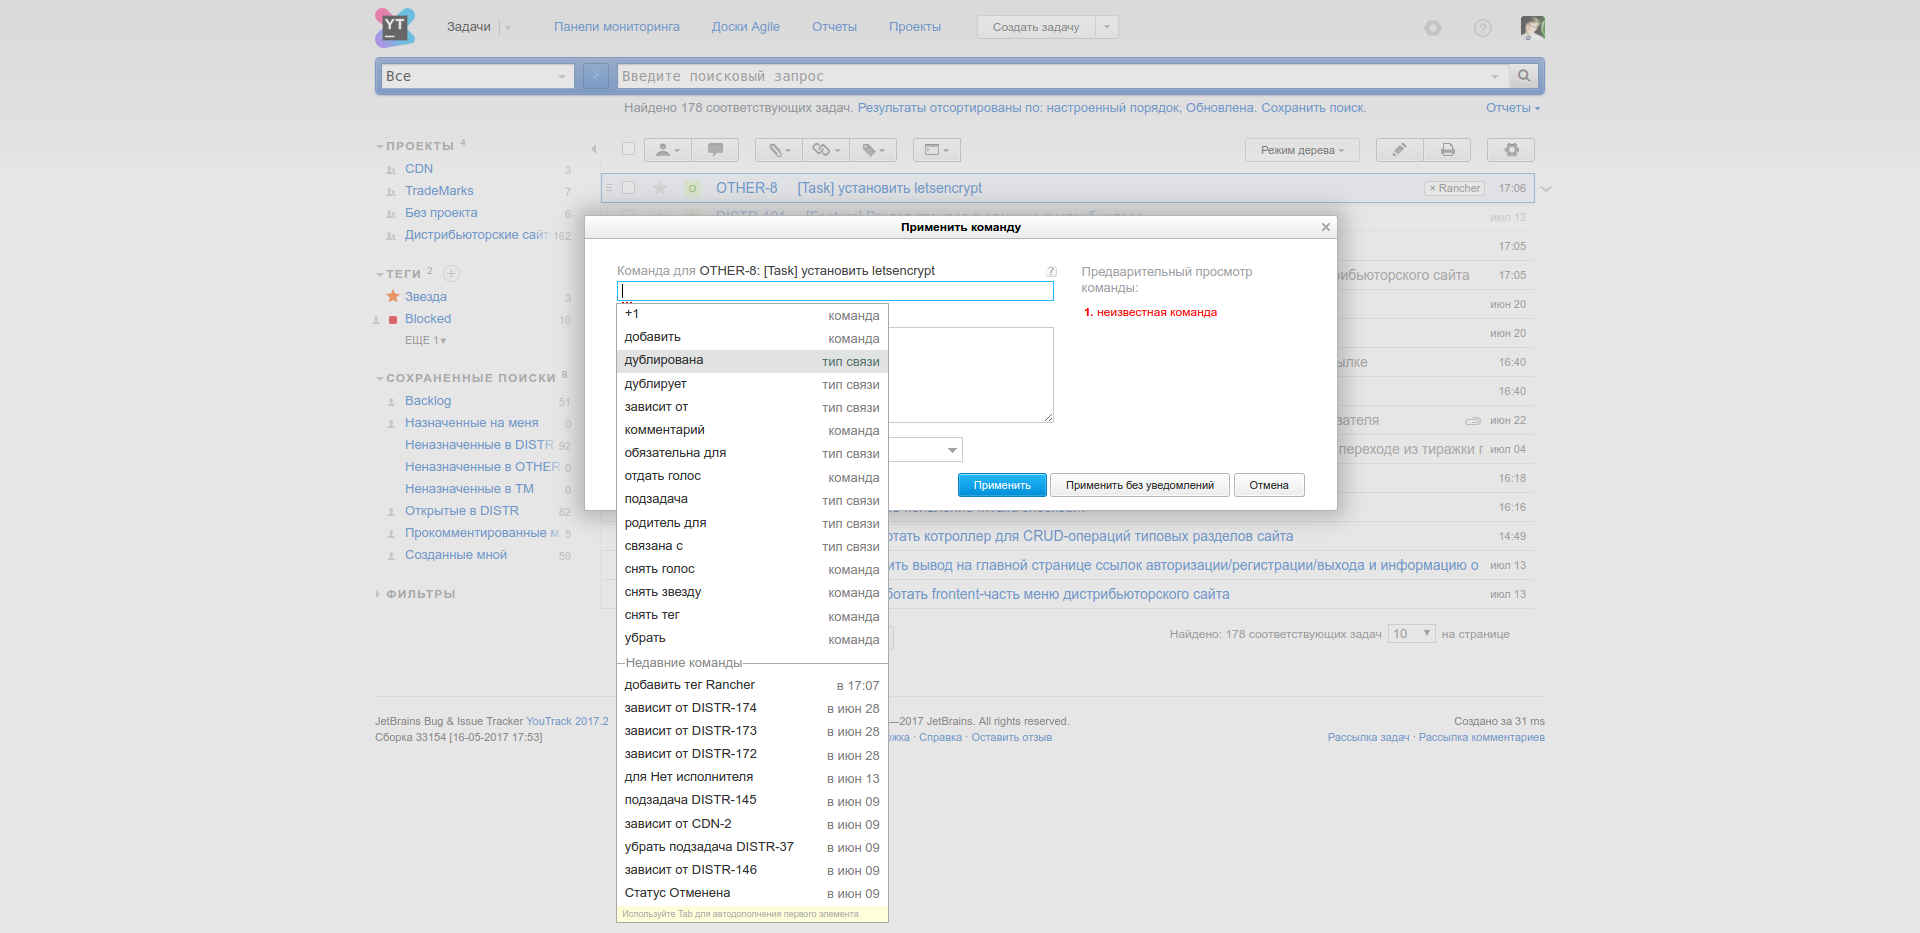 YT
Задачи
Панели мониторинга
Доски Agile
Отчеты
Проекты
Создать задачу
Все
Введите поисковый запрос
Найдено 178 соответствующих задач. Результаты отсортированы по: настроенный порядок, Обновлена. Сохранить поиск.
Отчеты
ПРОЕКТЫ 4
CDN 3
TradeMarks 7
Без проекта 6
Дистрибьюторские сайт 162
ТЕГИ 2
Звезда 3
Blocked 10
ЕЩЕ 1
СОХРАНЕННЫЕ ПОИСКИ 8
Backlog 51
Назначенные на меня 0
Неназначенные в DISTR 92
Неназначенные в OTHER 0
Неназначенные в TM 0
Открытые в DISTR 82
Прокомментированные м 5
Созданные мной 59
ФИЛЬТРЫ
Режим дерева
OTHER-8 [Task] установить letsencrypt × Rancher 17:06
июл 12
17:05
ибьюторского сайта 17:05
июн 20
июн 20
ылке 16:40
16:40
вателя июн 22
переходе из тиражки июл 04
16:18
16:16
отать котроллер для CRUD-операций типовых разделов сайта 14:49
ить вывод на главной странице ссылок авторизации/регистрации/выхода и информацию о июл 13
ботать frontent-часть меню дистрибьюторского сайта июл 13
Найдено: 178 соответствующих задач 10 на странице
Применить команду
Команда для OTHER-8: [Task] установить letsencrypt ?
Предварительный просмотр
команды:
1. неизвестная команда
Применить
Применить без уведомлений
Отмена
+1 команда
добавить команда
дублирована тип связи
дублирует тип связи
зависит от тип связи
комментарий команда
обязательна для тип связи
отдать голос команда
подзадача тип связи
родитель для тип связи
связана с тип связи
снять голос команда
снять звезду команда
снять тег команда
убрать команда
Недавние команды
добавить тег Rancher в 17:07
зависит от DISTR-174 в июн 28
зависит от DISTR-173 в июн 28
зависит от DISTR-172 в июн 28
для Нет исполнителя в июн 13
подзадача DISTR-145 в июн 09
зависит от CDN-2 в июн 09
убрать подзадача DISTR-37 в июн 09
зависит от DISTR-146 в июн 09
Статус Отменена в июн 09
Используйте Tab для автодополнения первого элемента
JetBrains Bug & Issue Tracker YouTrack 2017.2
Сборка 33154 [16-05-2017 17:53]
—2017 JetBrains. All rights reserved.
ржка · Справка · Оставить отзыв
Создано за 31 ms
Рассылка задач · Рассылка комментариев